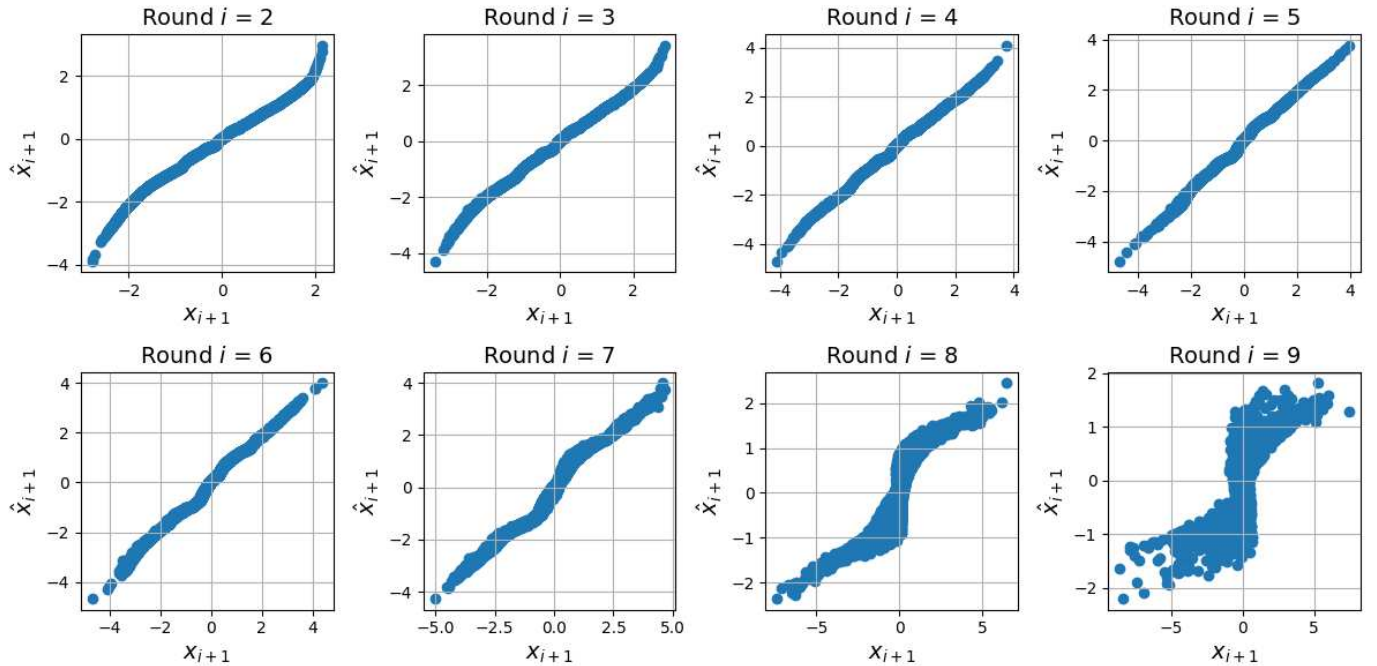 Round i = 2
2
0
−2
−4
x̂ᵢ₊₁
−2 0 2
xᵢ₊₁
Round i = 3
2
0
−2
−4
x̂ᵢ₊₁
−2 0 2
xᵢ₊₁
Round i = 4
4
2
0
−2
−4
x̂ᵢ₊₁
−4 −2 0 2 4
xᵢ₊₁
Round i = 5
4
2
0
−2
−4
x̂ᵢ₊₁
−4 −2 0 2 4
xᵢ₊₁
Round i = 6
4
2
0
−2
−4
x̂ᵢ₊₁
−4 −2 0 2 4
xᵢ₊₁
Round i = 7
4
2
0
−2
−4
x̂ᵢ₊₁
−5.0 −2.5 0.0 2.5 5.0
xᵢ₊₁
Round i = 8
2
1
0
−1
−2
x̂ᵢ₊₁
−5 0 5
xᵢ₊₁
Round i = 9
2
1
0
−1
−2
x̂ᵢ₊₁
−5 0 5
xᵢ₊₁